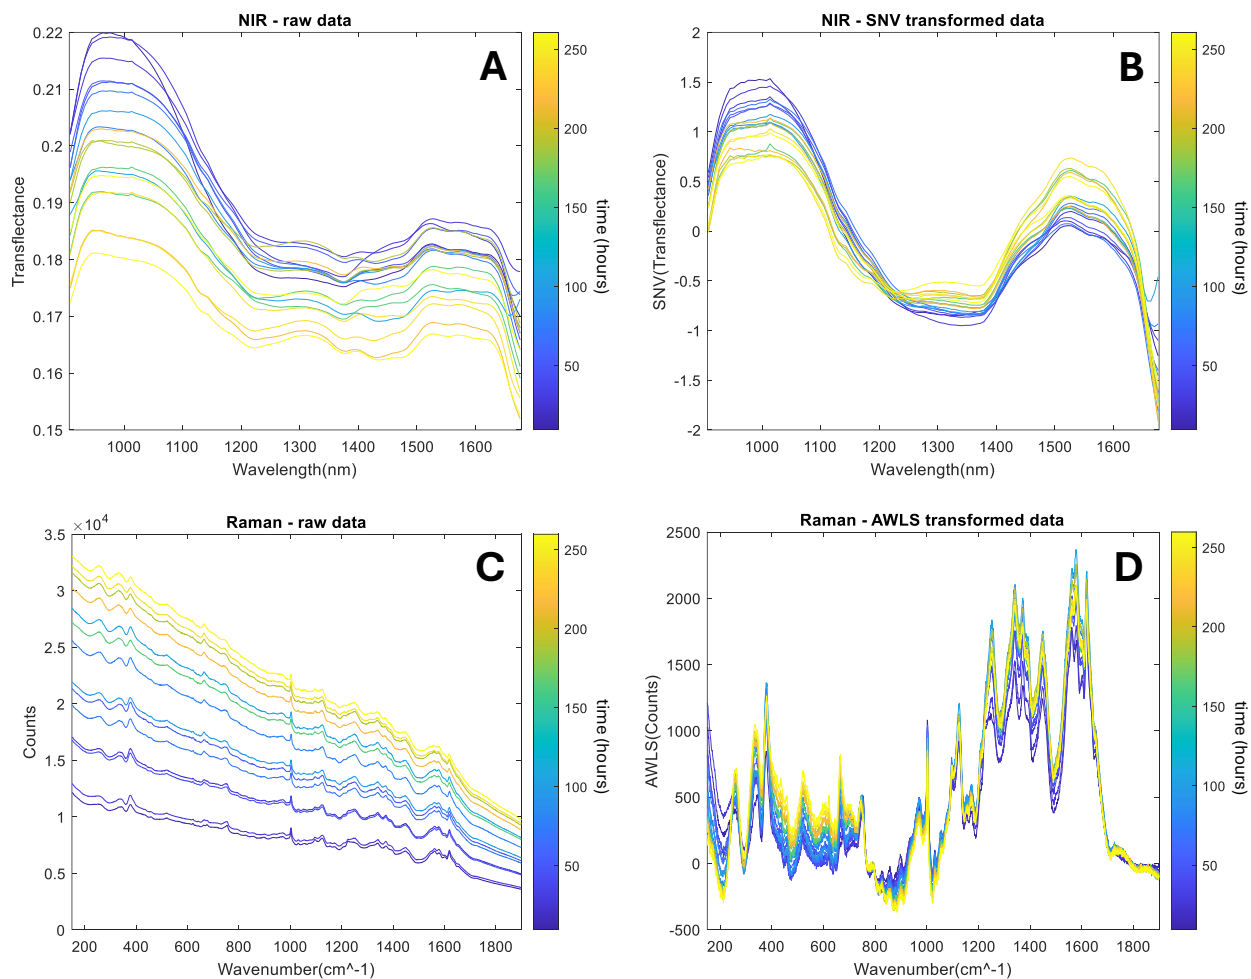 NIR - raw data
A
Transflectance
0.22
0.21
0.2
0.19
0.18
0.17
0.16
0.15
1000 1100 1200 1300 1400 1500 1600
Wavelength(nm)
250
200
150
100
50
time (hours)
NIR - SNV transformed data
B
SNV(Transflectance)
2
1.5
1
0.5
0
-0.5
-1
-1.5
-2
1000 1100 1200 1300 1400 1500 1600
Wavelength(nm)
250
200
150
100
50
time (hours)
Raman - raw data
C
×10^4
Counts
3.5
3
2.5
2
1.5
1
0.5
0
200 400 600 800 1000 1200 1400 1600 1800
Wavenumber(cm^-1)
250
200
150
100
50
time (hours)
Raman - AWLS transformed data
D
AWLS(Counts)
2500
2000
1500
1000
500
0
-500
200 400 600 800 1000 1200 1400 1600 1800
Wavenumber(cm^-1)
250
200
150
100
50
time (hours)